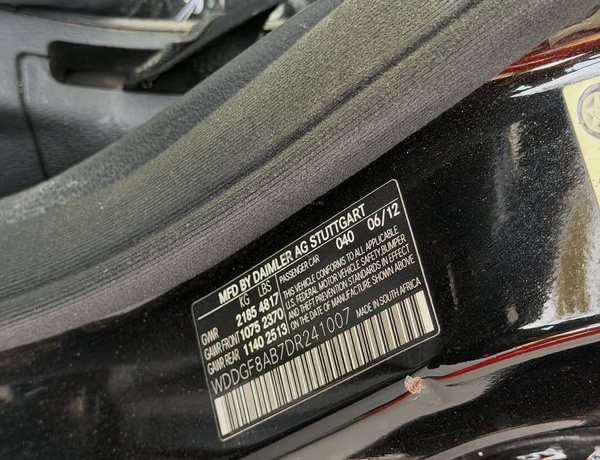 MFD BY DAIMLER AG STUTTGART
KG LBS PASSENGER CAR 040 06/12
GVWR 2185 4817 THIS VEHICLE CONFORMS TO ALL APPLICABLE
GAWR FRONT 1075 2370 U.S. FEDERAL MOTOR VEHICLE SAFETY BUMPER
GAWR REAR 1140 2513 AND THEFT PREVENTION STANDARDS IN EFFECT
ON THE DATE OF MANUFACTURE SHOWN ABOVE
WDDGF8AB7DR241007 MADE IN SOUTH AFRICA